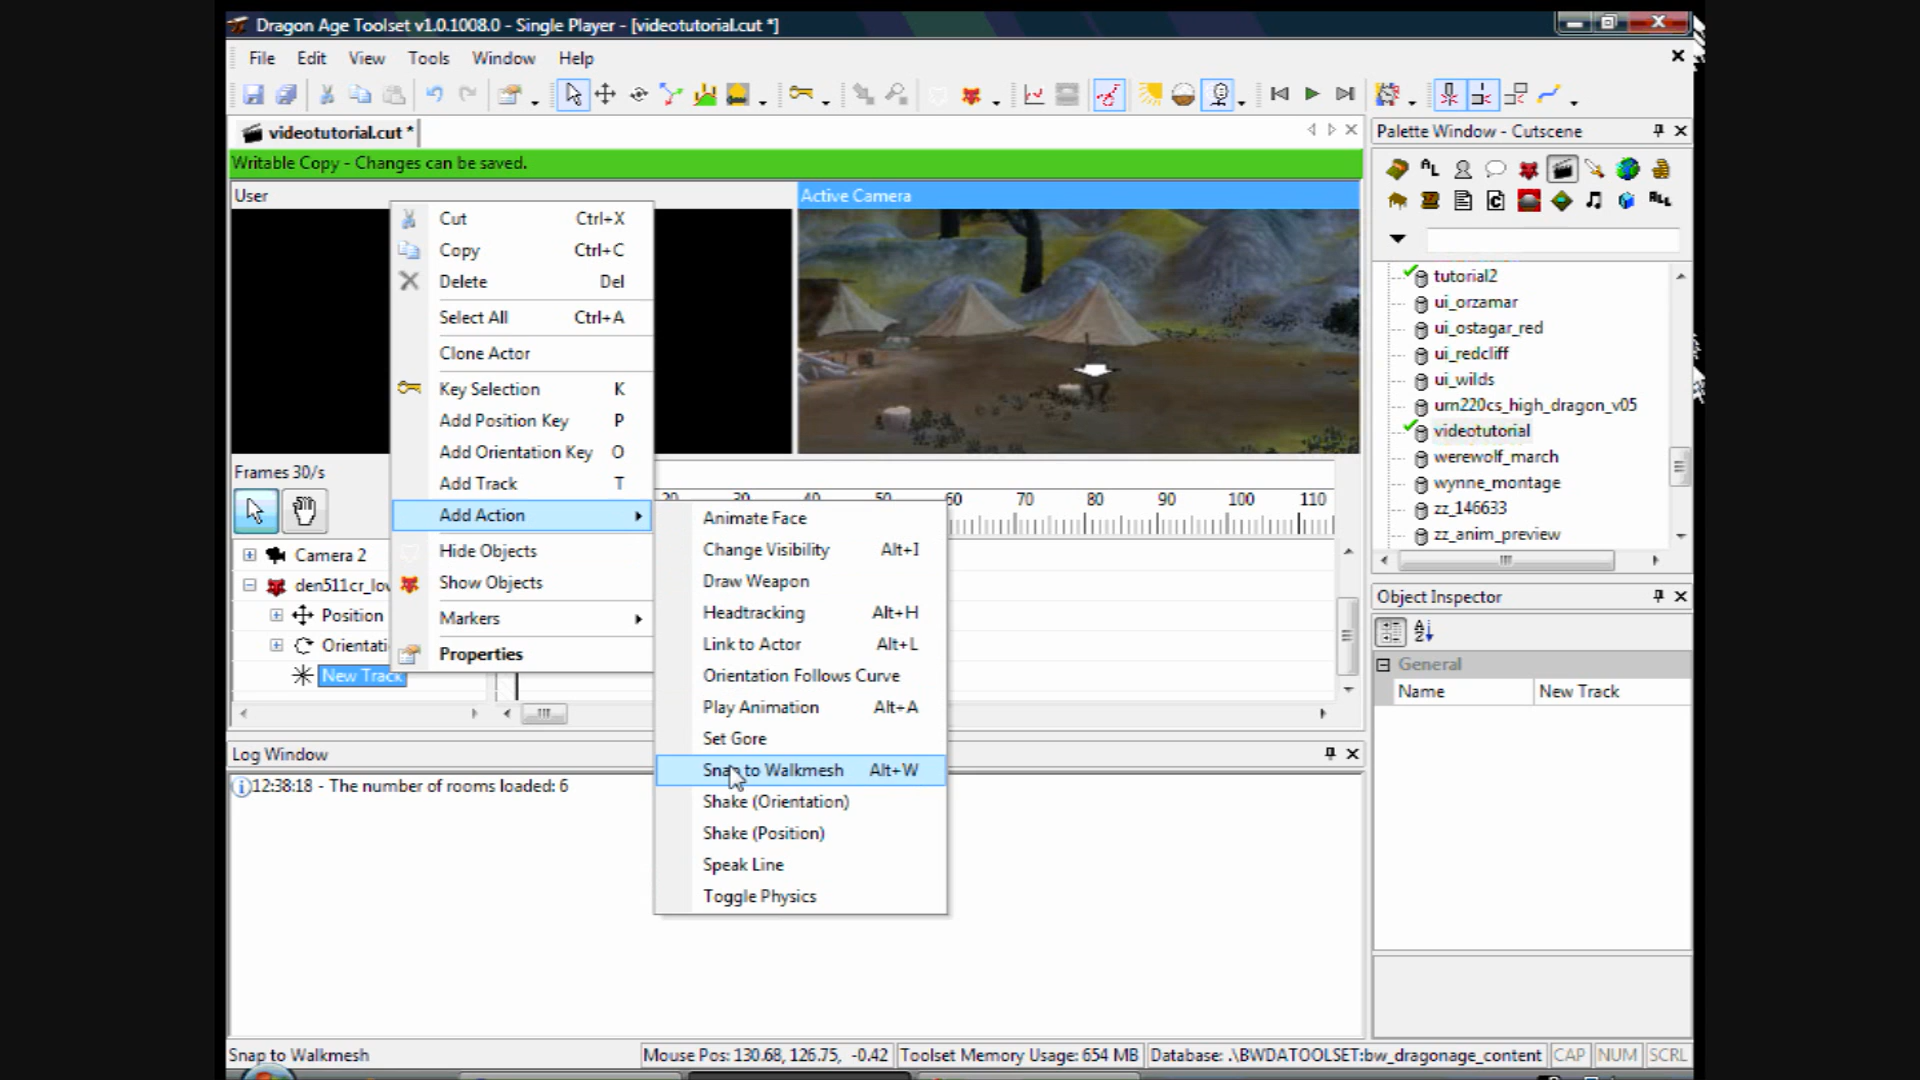 Dragon Age Toolset v1.0.1008.0 - Single Player - [videotutorial.cut *]
File Edit View Tools Window Help
videotutorial.cut *
Writable Copy - Changes can be saved.
User
Active Camera
Cut Ctrl+X
Copy Ctrl+C
Delete Del
Select All Ctrl+A
Clone Actor
Key Selection K
Add Position Key P
Add Orientation Key O
Add Track T
Add Action
Hide Objects
Show Objects
Markers
Properties
Frames 30/s
20 30 40 50 60 70 80 90 100 110
Animate Face
Change Visibility Alt+I
Draw Weapon
Headtracking Alt+H
Link to Actor Alt+L
Orientation Follows Curve
Play Animation Alt+A
Set Gore
Snap to Walkmesh Alt+W
Shake (Orientation)
Shake (Position)
Speak Line
Toggle Physics
Camera 2
den511cr_lov
Position
Orientati
New Track
Log Window
12:38:18 - The number of rooms loaded: 6
Palette Window - Cutscene
tutorial2
ui_orzamar
ui_ostagar_red
ui_redcliff
ui_wilds
urn220cs_high_dragon_v05
videotutorial
werewolf_march
wynne_montage
zz_146633
zz_anim_preview
Object Inspector
General
Name New Track
Snap to Walkmesh
Mouse Pos: 130.68, 126.75, -0.42
Toolset Memory Usage: 654 MB
Database: .\BWDATOOLSET:bw_dragonage_content
CAP NUM SCRL